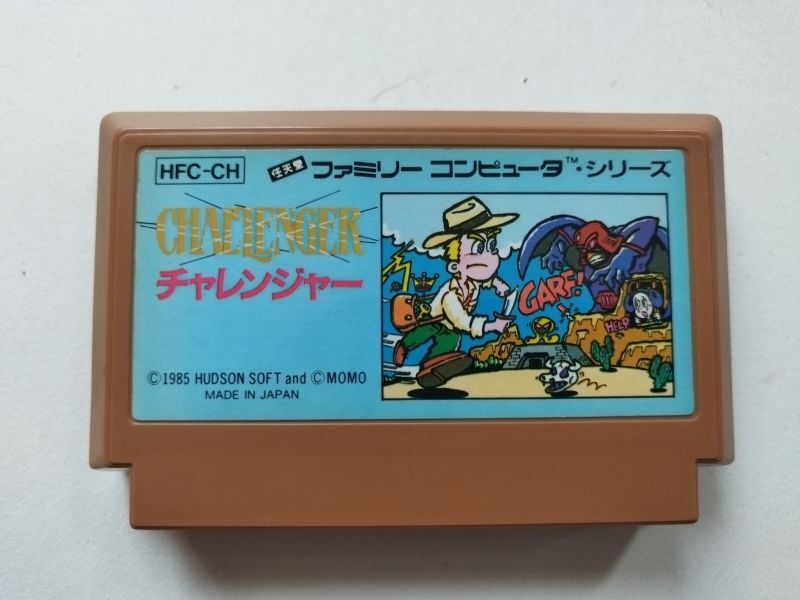 HFC-CH
任天堂 ファミリー コンピュータ™・シリーズ
CHALLENGER
チャレンジャー
GARF!
HELP
©1985 HUDSON SOFT and ©MOMO
MADE IN JAPAN